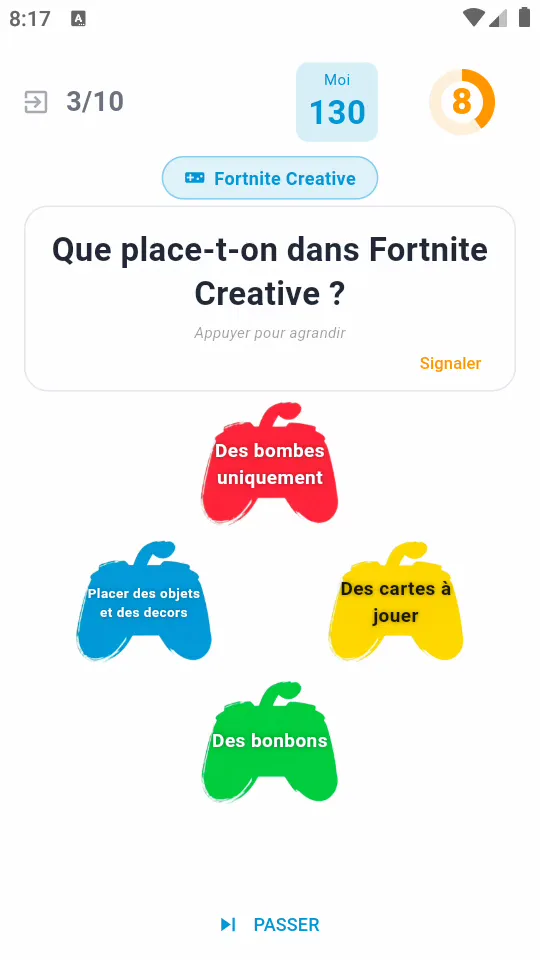 8:17
A
3/10
Moi
130
8
Fortnite Creative
Que place-t-on dans Fortnite
Creative ?
Appuyer pour agrandir
Signaler
Des bombes
uniquement
Placer des objets
et des decors
Des cartes à
jouer
Des bonbons
PASSER